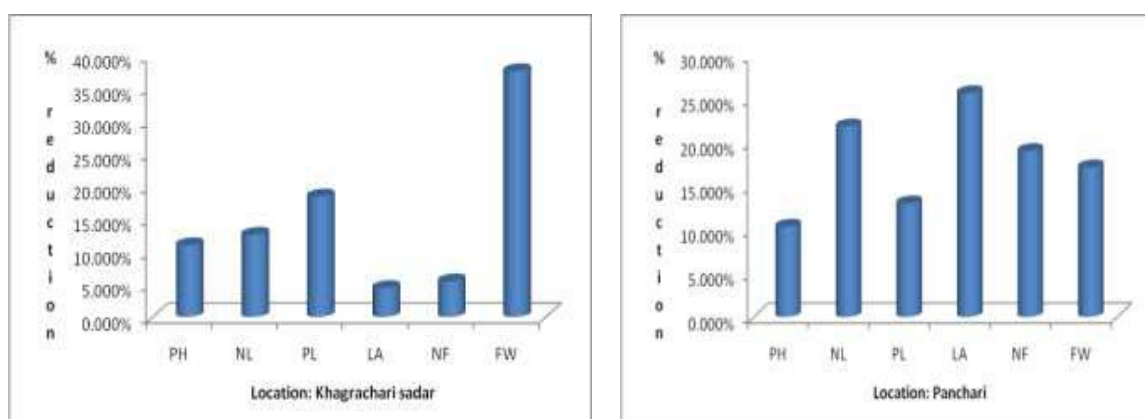 % reduction
40.000%
35.000%
30.000%
25.000%
20.000%
15.000%
10.000%
5.000%
0.000%
PH NL PL LA NF FW
Location: Khagrachari sadar
% reduction
30.000%
25.000%
20.000%
15.000%
10.000%
5.000%
0.000%
PH NL PL LA NF FW
Location: Panchari